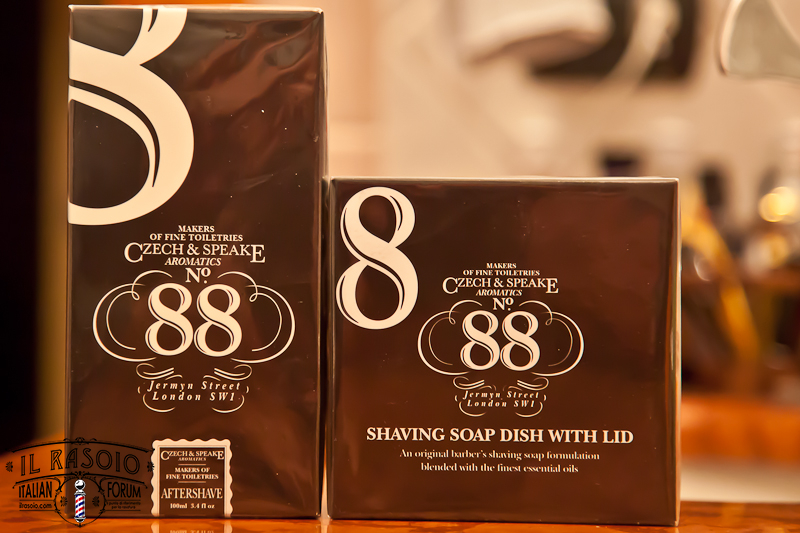 8
MAKERS
OF FINE TOILETRIES
CZECH & SPEAKE
AROMATICS
No.
88
Jermyn Street
London SW1
CZECH & SPEAKE
AROMATICS
MAKERS OF
FINE TOILETRIES
AFTERSHAVE
100ml 3.4 fl oz
8
MAKERS
OF FINE TOILETRIES
CZECH & SPEAKE
AROMATICS
No.
88
Jermyn Street
London SW1
SHAVING SOAP DISH WITH LID
An original barber's shaving soap formulation
blended with the finest essential oils
IL RASOIO
ITALIAN FORUM
ilrasoio.com